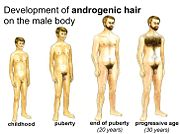 Development of androgenic hair
on the male body
childhood
puberty
end of puberty
(20 years)
progressive age
(30 years)